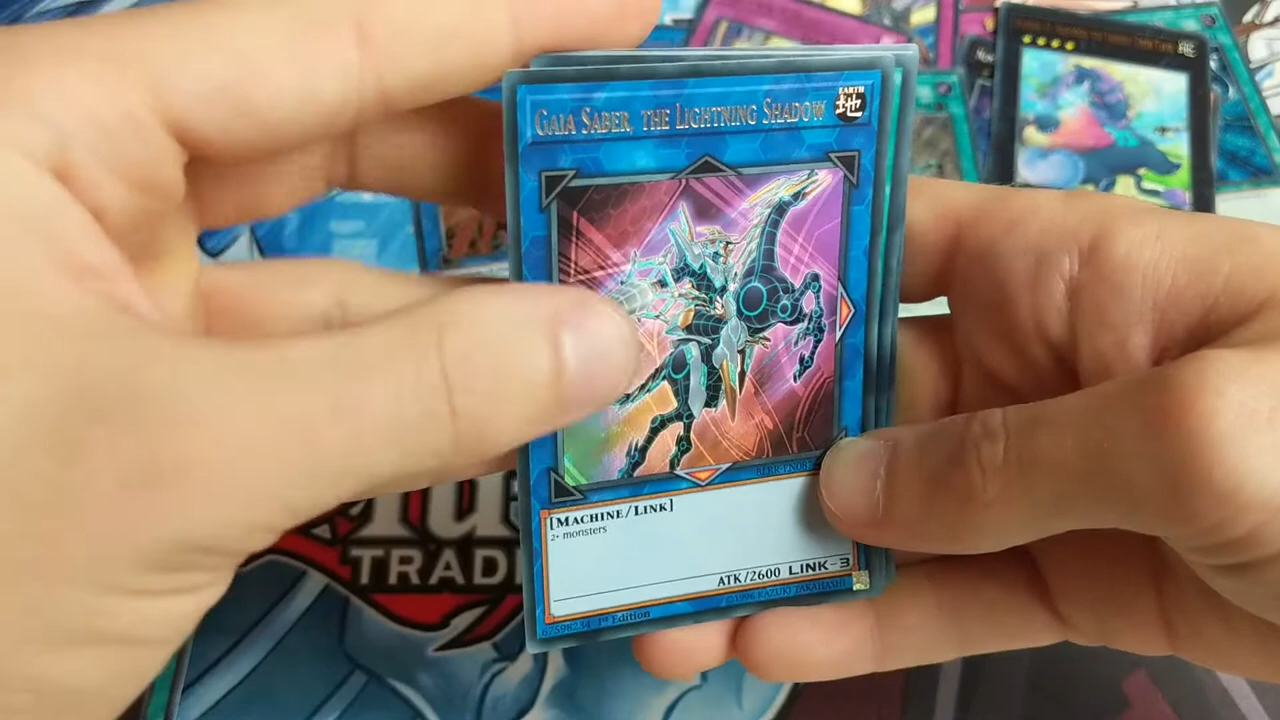 GAIA SABER, THE LIGHTNING SHADOW
EARTH
地
[MACHINE/LINK]
2+ monsters
ATK/2600 LINK-3
©1996 KAZUKI TAKAHASHI
67598234 1st Edition
TRADI